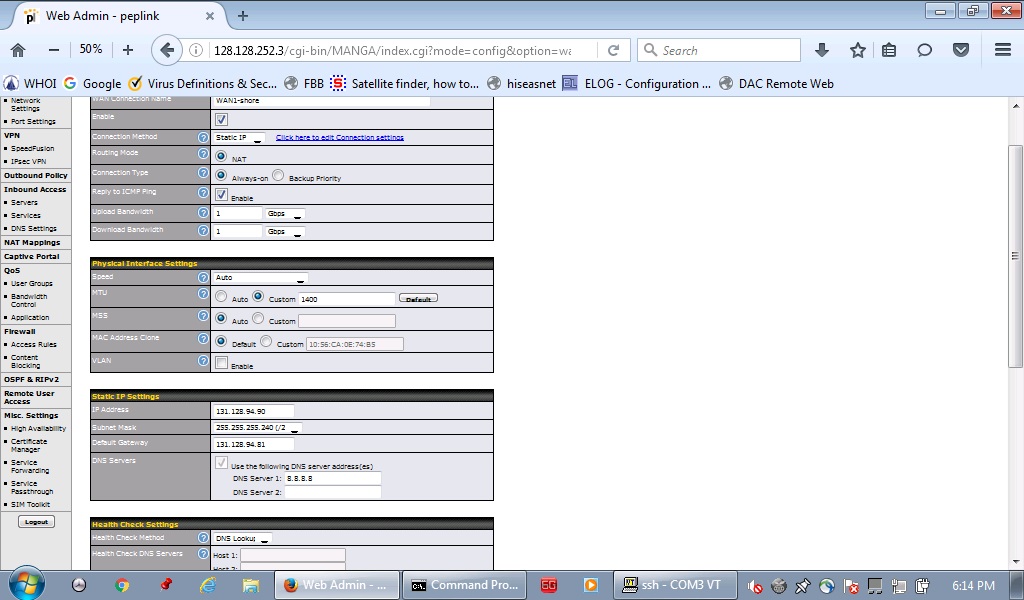 Web Admin - peplink
50%
128.128.252.3/cgi-bin/MANGA/index.cgi?mode=config&option=wa
Search
WHOI
Google
Virus Definitions & Sec...
FBB
Satellite finder, how to...
hiseasnet
ELOG - Configuration ...
DAC Remote Web
Network
Settings
Port Settings
VPN
SpeedFusion
IPsec VPN
Outbound Policy
Inbound Access
Servers
Services
DNS Settings
NAT Mappings
Captive Portal
QoS
User Groups
Bandwidth
Control
Application
Firewall
Access Rules
Content
Blocking
OSPF & RIPv2
Remote User
Access
Misc. Settings
High Availability
Certificate
Manager
Service
Forwarding
Service
Passthrough
SIM Toolkit
Logout
WAN Connection Name WAN1-shore
Enable
Connection Method Static IP Click here to edit Connection settings
Routing Mode NAT
Connection Type Always-on Backup Priority
Reply to ICMP Ping Enable
Upload Bandwidth 1 Gbps
Download Bandwidth 1 Gbps
Physical Interface Settings
Speed Auto
MTU Auto Custom 1400 Default
MSS Auto Custom
MAC Address Clone Default Custom 10:56:CA:0E:74:B5
VLAN Enable
Static IP Settings
IP Address 131.128.94.90
Subnet Mask 255.255.255.240 (/2
Default Gateway 131.128.94.81
DNS Servers Use the following DNS server address(es)
DNS Server 1: 8.8.8.8
DNS Server 2:
Health Check Settings
Health Check Method DNS Lookup
Health Check DNS Servers Host 1:
Host 2:
Web Admin - ...
Command Pro...
ssh - COM3 VT
6:14 PM